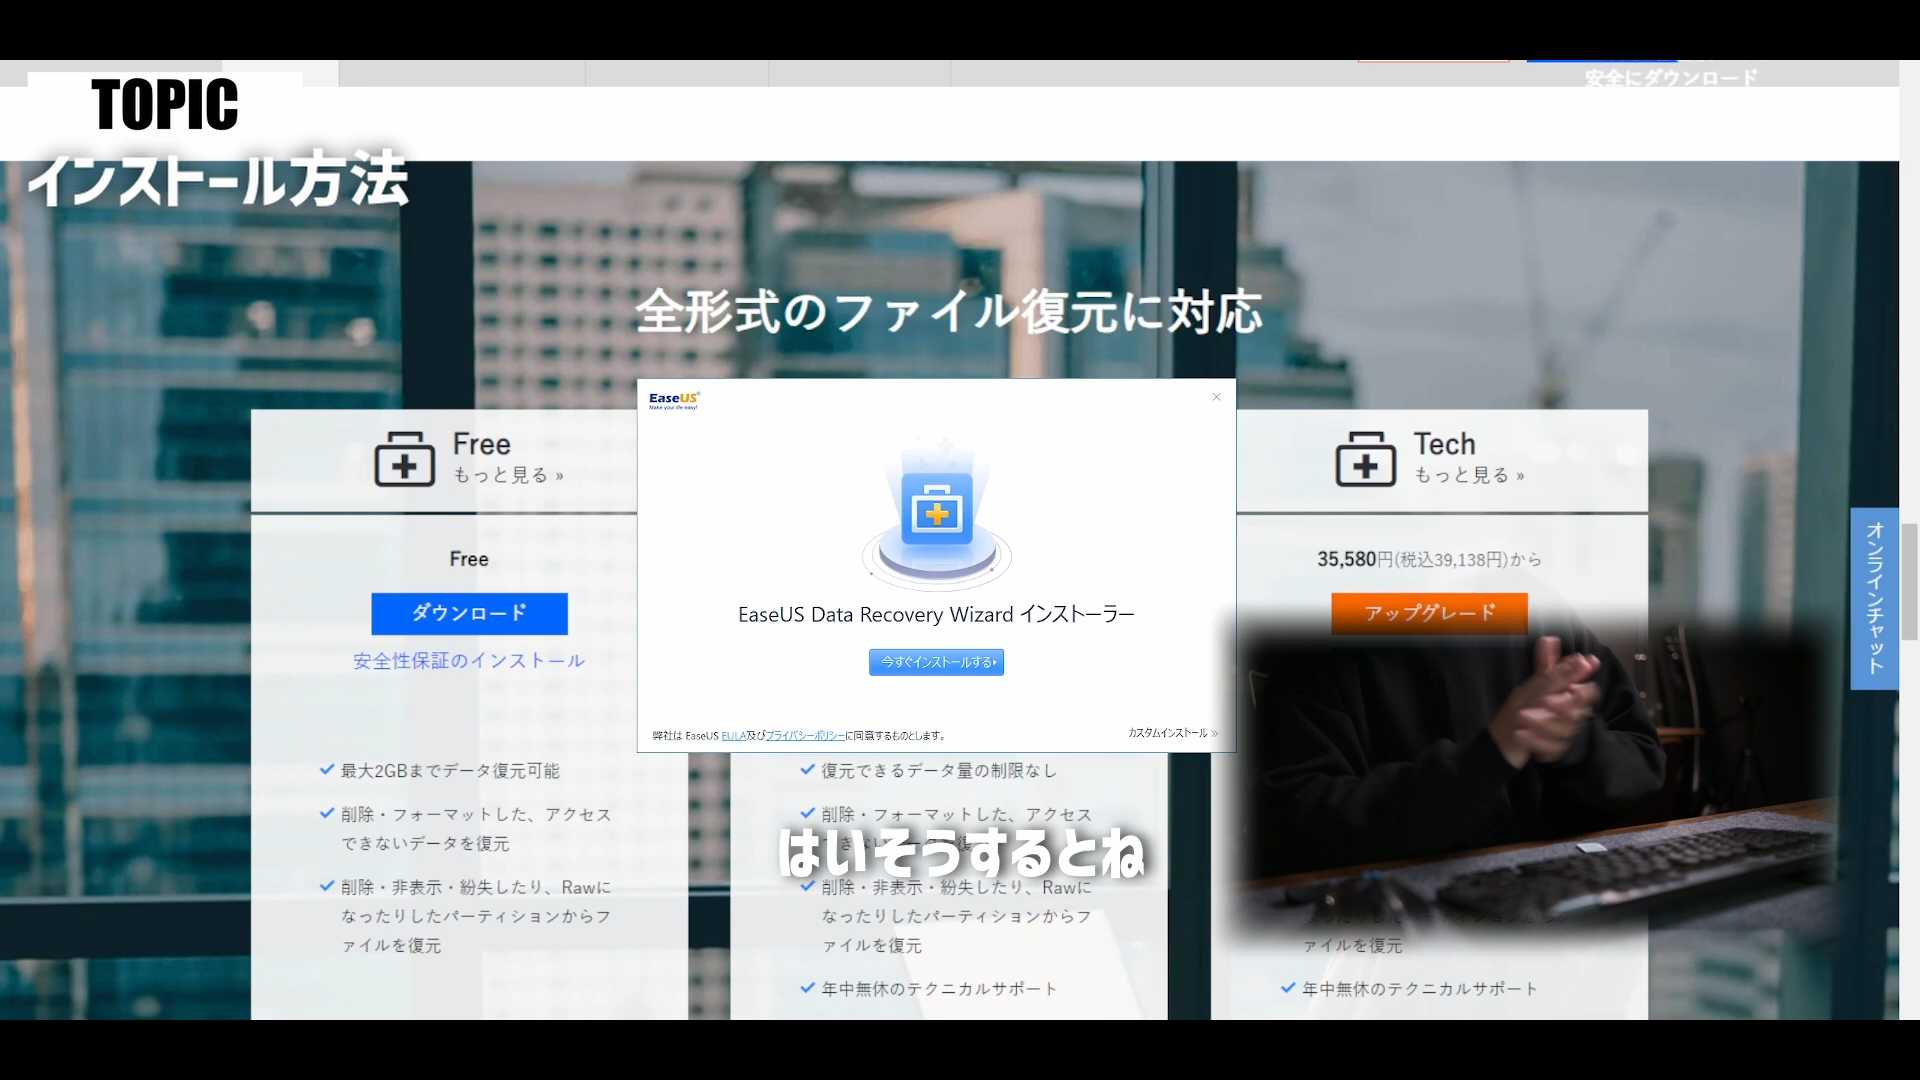 安全にダウンロード
TOPIC
インストール方法
全形式のファイル復元に対応
EaseUS®
Make your life easy!
EaseUS Data Recovery Wizard インストーラー
今すぐインストールする
弊社は EaseUS EULA及びプライバシーポリシーに同意するものとします。
カスタムインストール »
Free
もっと見る »
Free
ダウンロード
安全性保証のインストール
最大2GBまでデータ復元可能
削除・フォーマットした、アクセス
できないデータを復元
削除・非表示・紛失したり、Rawに
なったりしたパーティションからフ
ァイルを復元
復元できるデータ量の制限なし
削除・フォーマットした、アクセス
はいそうするとね
削除・非表示・紛失したり、Rawに
なったりしたパーティションからフ
ァイルを復元
年中無休のテクニカルサポート
Tech
もっと見る »
35,580円(税込39,138円)から
アップグレード
ァイルを復元
年中無休のテクニカルサポート
オンラインチャット